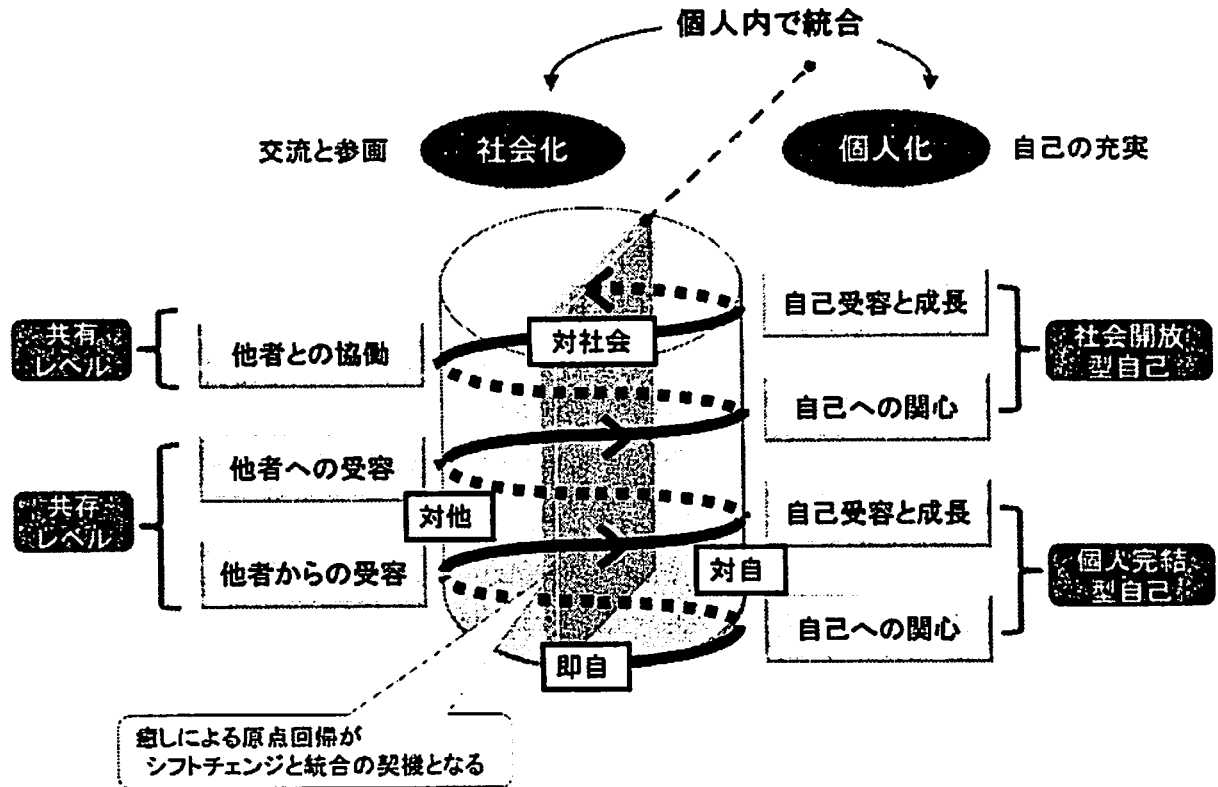 個人内で統合
交流と参画
社会化
個人化
自己の充実
共有
レベル
他者との協働
対社会
自己受容と成長
社会開放
型自己
自己への関心
他者への受容
共存
レベル
対他
自己受容と成長
他者からの受容
対自
個人完結
型自己
自己への関心
即自
癒しによる原点回帰が
シフトチェンジと統合の契機となる